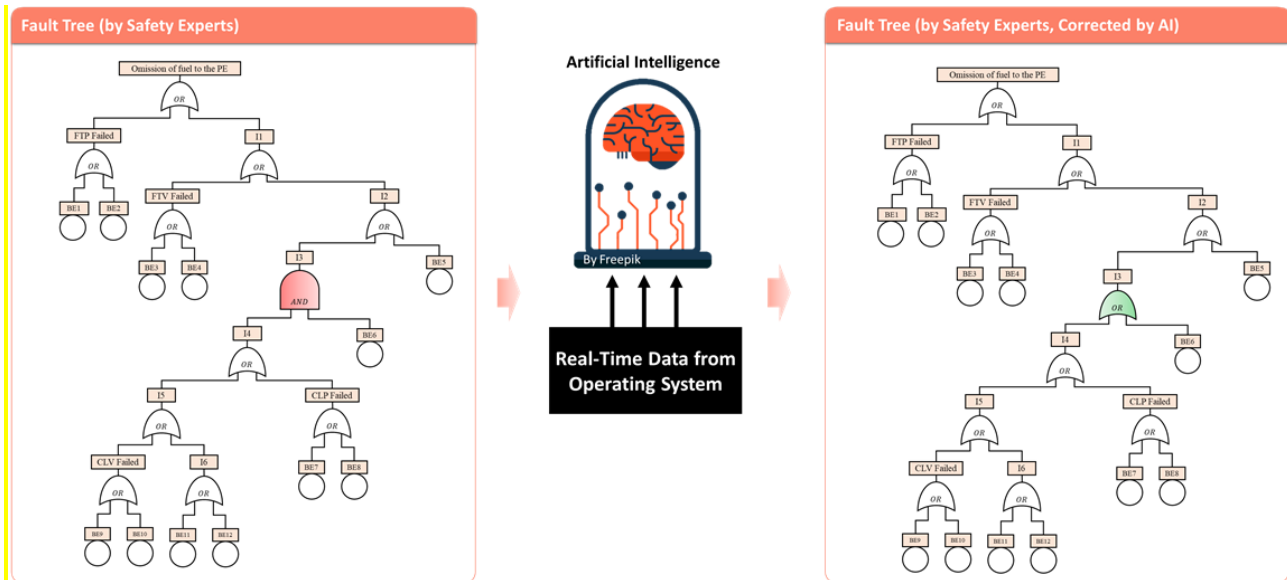 Fault Tree (by Safety Experts)
Omission of fuel to the PE
OR
FTP Failed
I1
OR
OR
BE1
BE2
FTV Failed
I2
OR
OR
BE3
BE4
I3
BE5
AND
I4
BE6
OR
I5
CLP Failed
OR
OR
CLV Failed
I6
BE7
BE8
OR
OR
BE9
BE10
BE11
BE12
Artificial Intelligence
By Freepik
Real-Time Data from
Operating System
Fault Tree (by Safety Experts, Corrected by AI)
Omission of fuel to the PE
OR
FTP Failed
I1
OR
OR
BE1
BE2
FTV Failed
I2
OR
OR
BE3
BE4
I3
BE5
OR
I4
BE6
OR
I5
CLP Failed
OR
OR
CLV Failed
I6
BE7
BE8
OR
OR
BE9
BE10
BE11
BE12